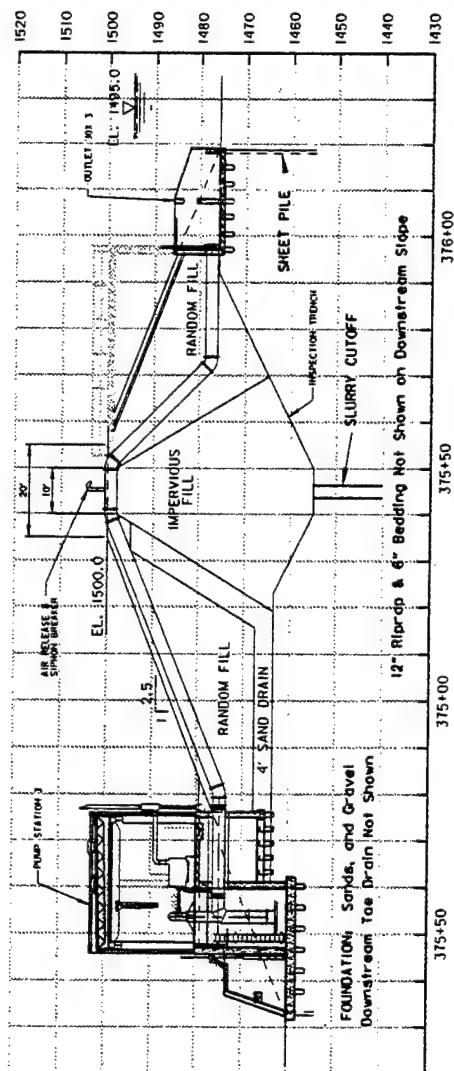 1520
1510
1500
1490
1480
1470
1460
1450
1440
1430
PUMP STATION 3
AIR RELEASE &
SIPHON BREAKER
20'
10'
EL. 1500.0
OUTLET BOX 3
EL. 1495.0
2.5
1
RANDOM FILL
4' SAND DRAIN
IMPERVIOUS
FILL
RANDOM FILL
INSPECTION TRENCH
SHEET PILE
SLURRY CUTOFF
FOUNDATION: Sands, and Gravel
Downstream Toe Drain Not Shown
12" Riprap & 6" Bedding Not Shown on Downstream Slope
375+50
375+00
375+50
376+00